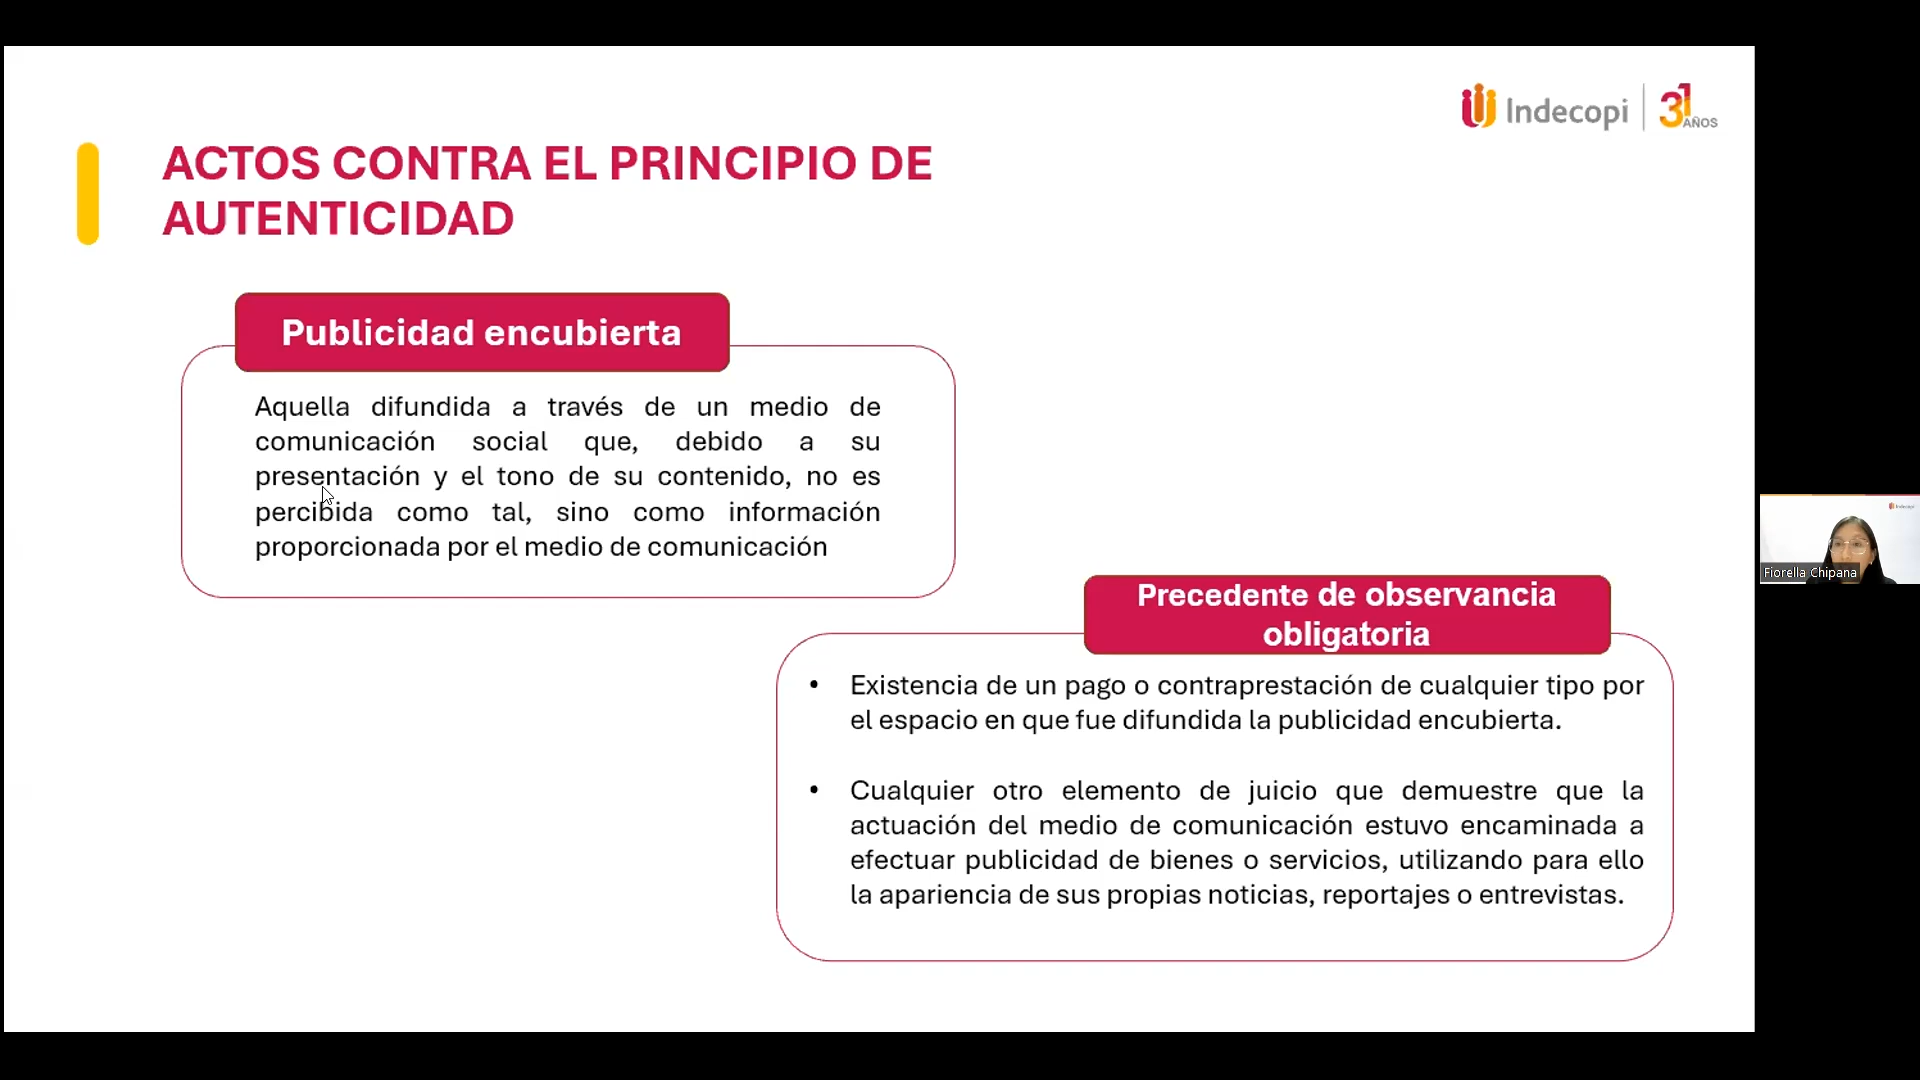 Indecopi
31
AÑOS
ACTOS CONTRA EL PRINCIPIO DE
AUTENTICIDAD
Publicidad encubierta
Aquella difundida a través de un medio de
comunicación social que, debido a su
presentación y el tono de su contenido, no es
percibida como tal, sino como información
proporcionada por el medio de comunicación
Precedente de observancia
obligatoria
• Existencia de un pago o contraprestación de cualquier tipo por
el espacio en que fue difundida la publicidad encubierta.
• Cualquier otro elemento de juicio que demuestre que la
actuación del medio de comunicación estuvo encaminada a
efectuar publicidad de bienes o servicios, utilizando para ello
la apariencia de sus propias noticias, reportajes o entrevistas.
Indecopi
Fiorella Chipana